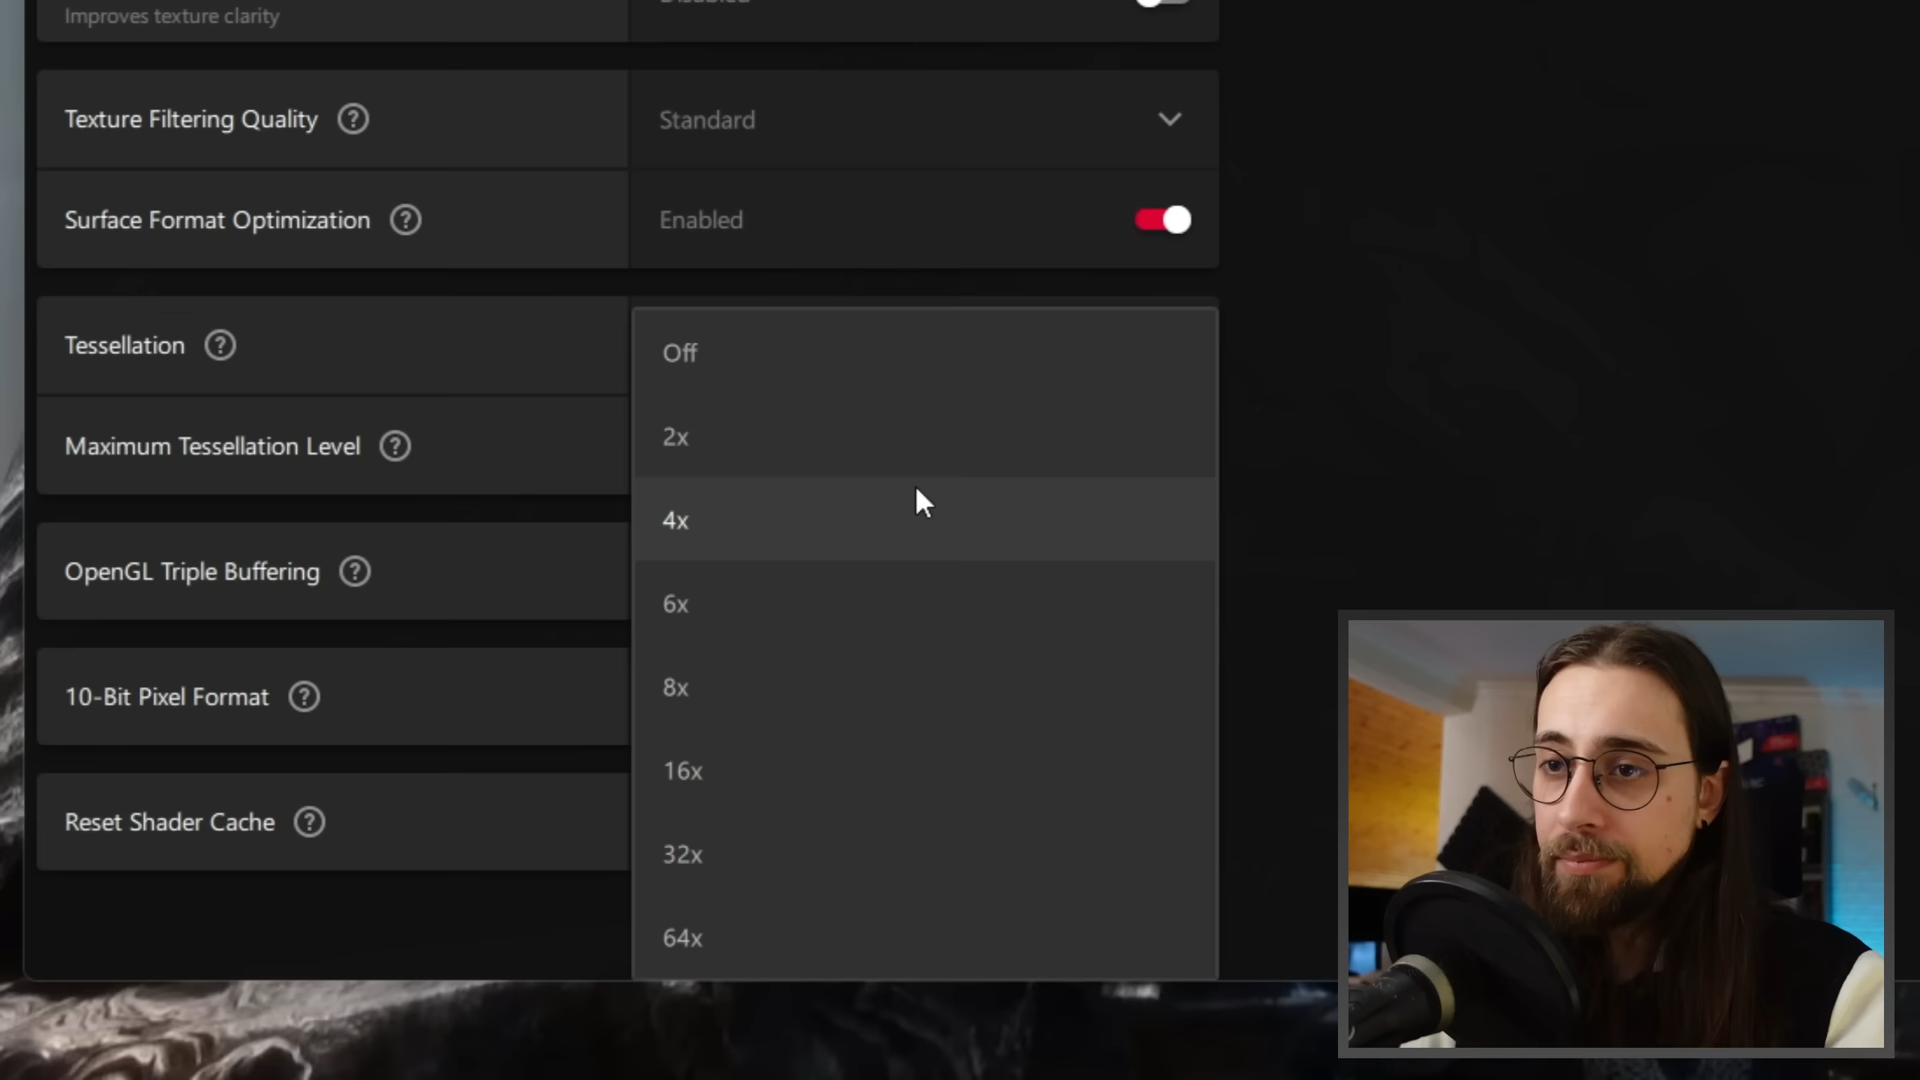 Improves texture clarity
Disabled
Texture Filtering Quality ?
Standard
Surface Format Optimization ?
Enabled
Tessellation ?
Off
2x
Maximum Tessellation Level ?
4x
OpenGL Triple Buffering ?
6x
8x
10-Bit Pixel Format ?
16x
Reset Shader Cache ?
32x
64x